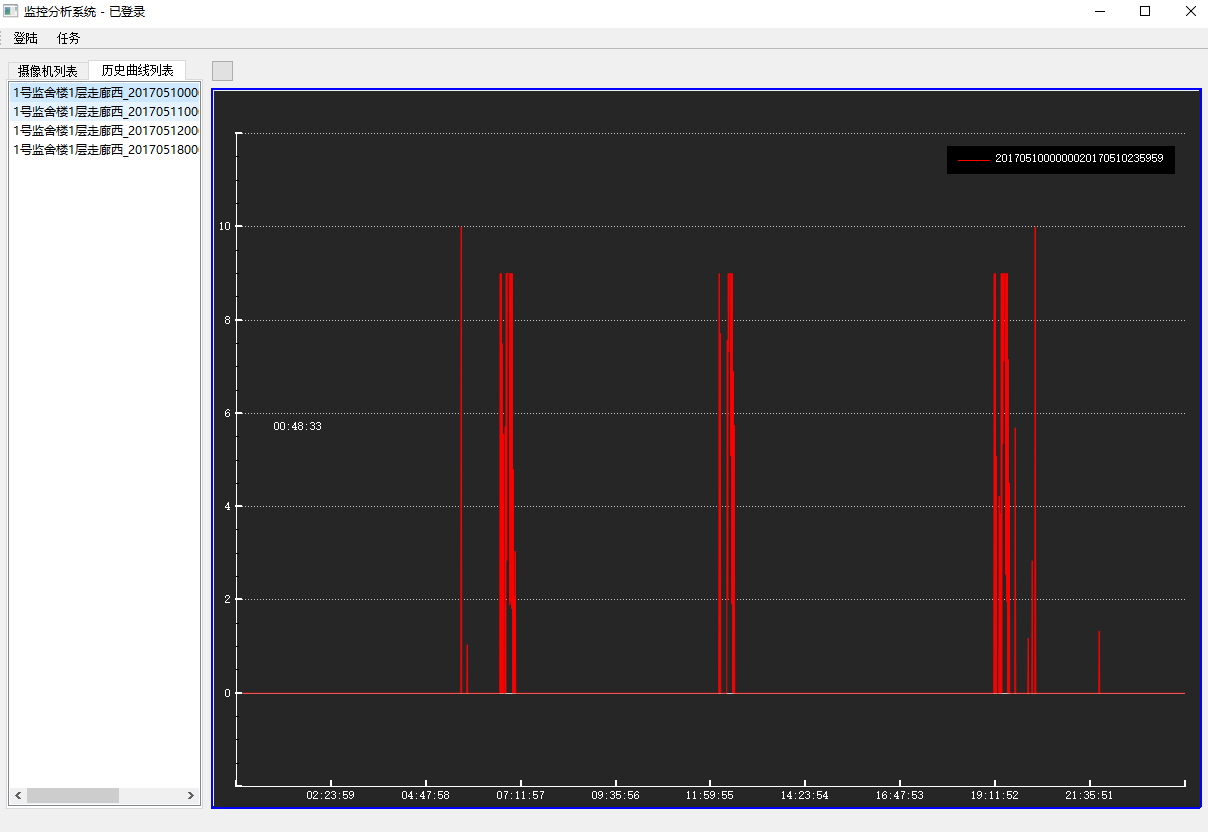 监控分析系统 - 已登录
登陆 任务
摄像机列表 历史曲线列表
1号监舍楼1层走廊西_201705100
1号监舍楼1层走廊西_201705110
1号监舍楼1层走廊西_201705120
1号监舍楼1层走廊西_201705180
2017051000000020170510235959
10
8
6
00:48:33
4
2
0
02:23:59 04:47:58 07:11:57 09:35:56 11:59:55 14:23:54 16:47:53 19:11:52 21:35:51